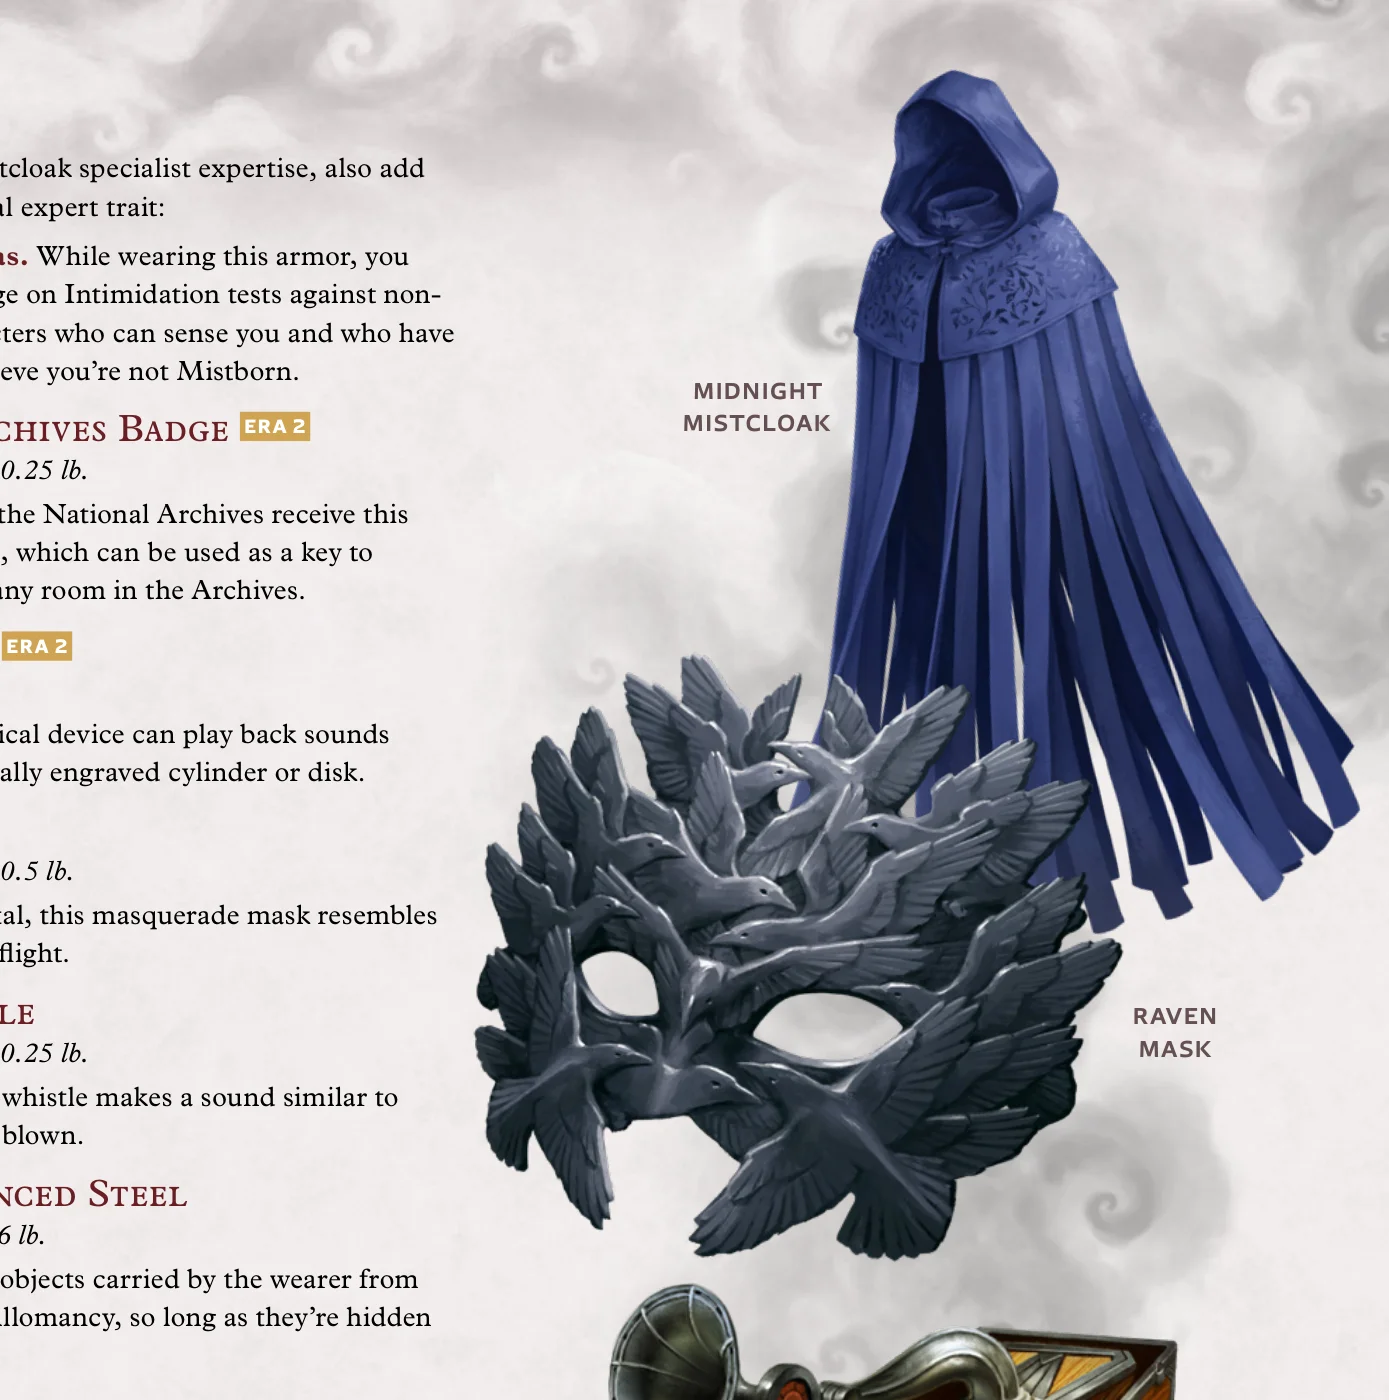 tcloak specialist expertise, also add
al expert trait:
as. While wearing this armor, you
ge on Intimidation tests against non-
cters who can sense you and who have
eve you're not Mistborn.
CHIVES BADGE ERA 2
0.25 lb.
the National Archives receive this
, which can be used as a key to
any room in the Archives.
ERA 2
ical device can play back sounds
ally engraved cylinder or disk.
0.5 lb.
tal, this masquerade mask resembles
flight.
LE
0.25 lb.
whistle makes a sound similar to
blown.
NCED STEEL
6 lb.
objects carried by the wearer from
llomancy, so long as they're hidden
MIDNIGHT
MISTCLOAK
RAVEN
MASK